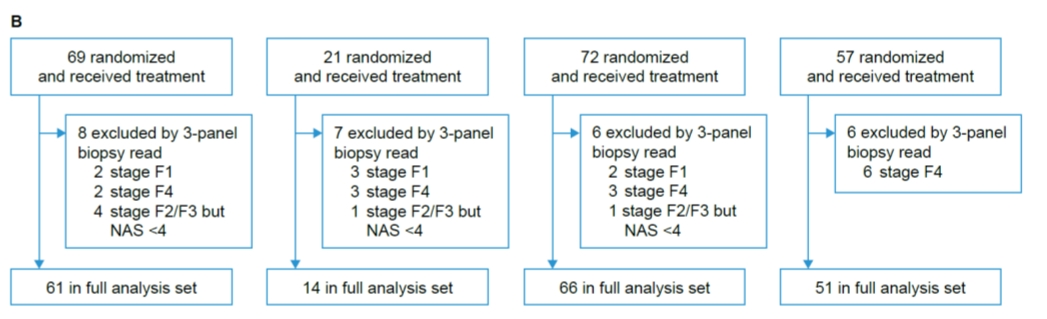 B
69 randomized
and received treatment
8 excluded by 3-panel
biopsy read
2 stage F1
2 stage F4
4 stage F2/F3 but
NAS <4
61 in full analysis set
21 randomized
and received treatment
7 excluded by 3-panel
biopsy read
3 stage F1
3 stage F4
1 stage F2/F3 but
NAS <4
14 in full analysis set
72 randomized
and received treatment
6 excluded by 3-panel
biopsy read
2 stage F1
3 stage F4
1 stage F2/F3 but
NAS <4
66 in full analysis set
57 randomized
and received treatment
6 excluded by 3-panel
biopsy read
6 stage F4
51 in full analysis set